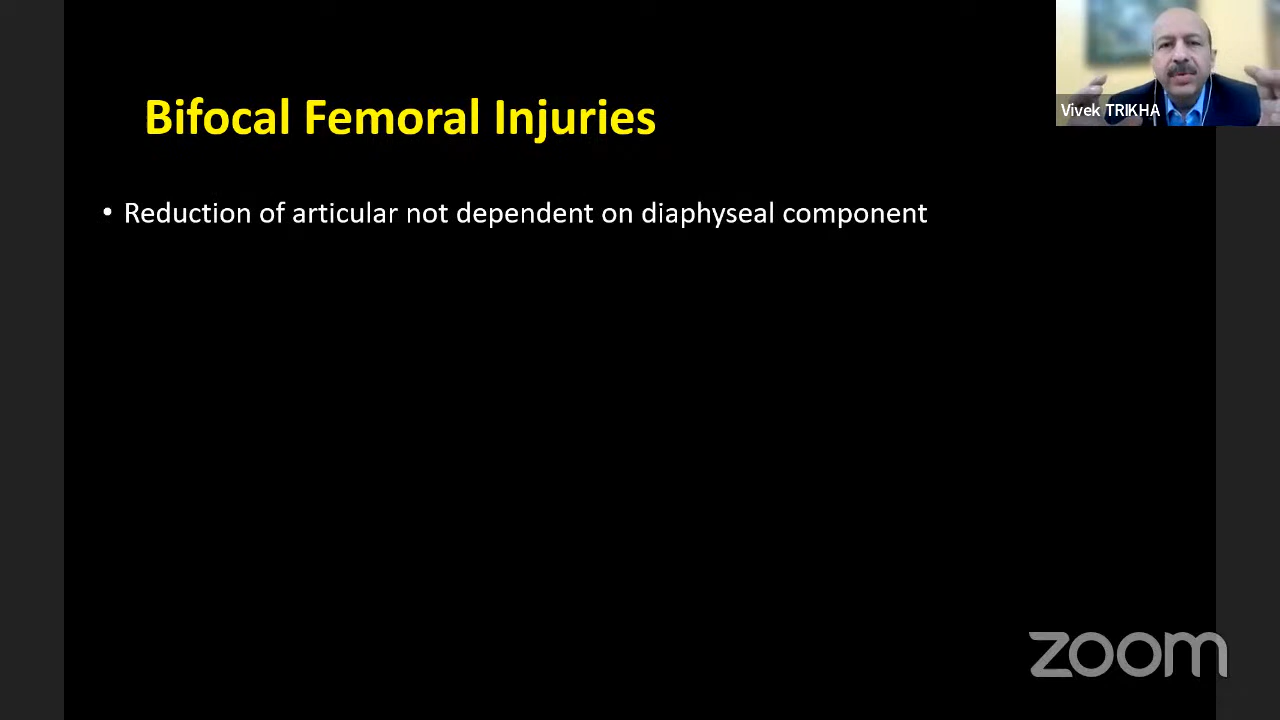 Bifocal Femoral Injuries
Vivek TRIKHA
• Reduction of articular not dependent on diaphyseal component
zoom